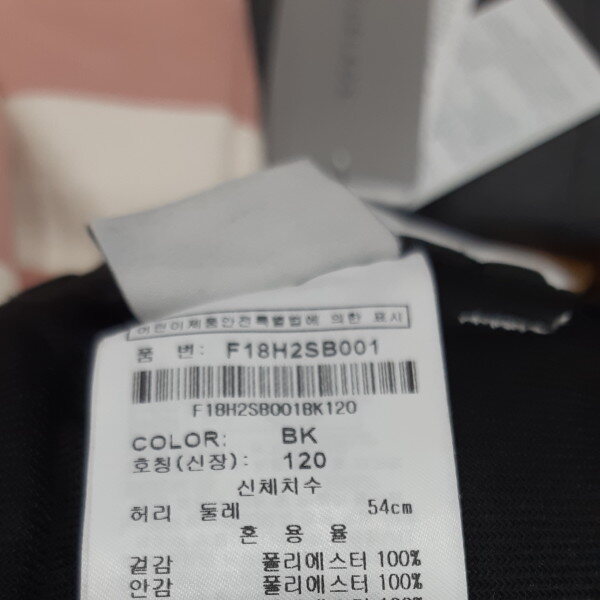 어린이제품안전특별법에 의한 표시
품 번: F18H2SB001
F18H2SB001BK120
COLOR: BK
호칭(신장): 120
신체치수
허리 둘레 54cm
혼 용 율
겉감 폴리에스터 100%
안감 폴리에스터 100%